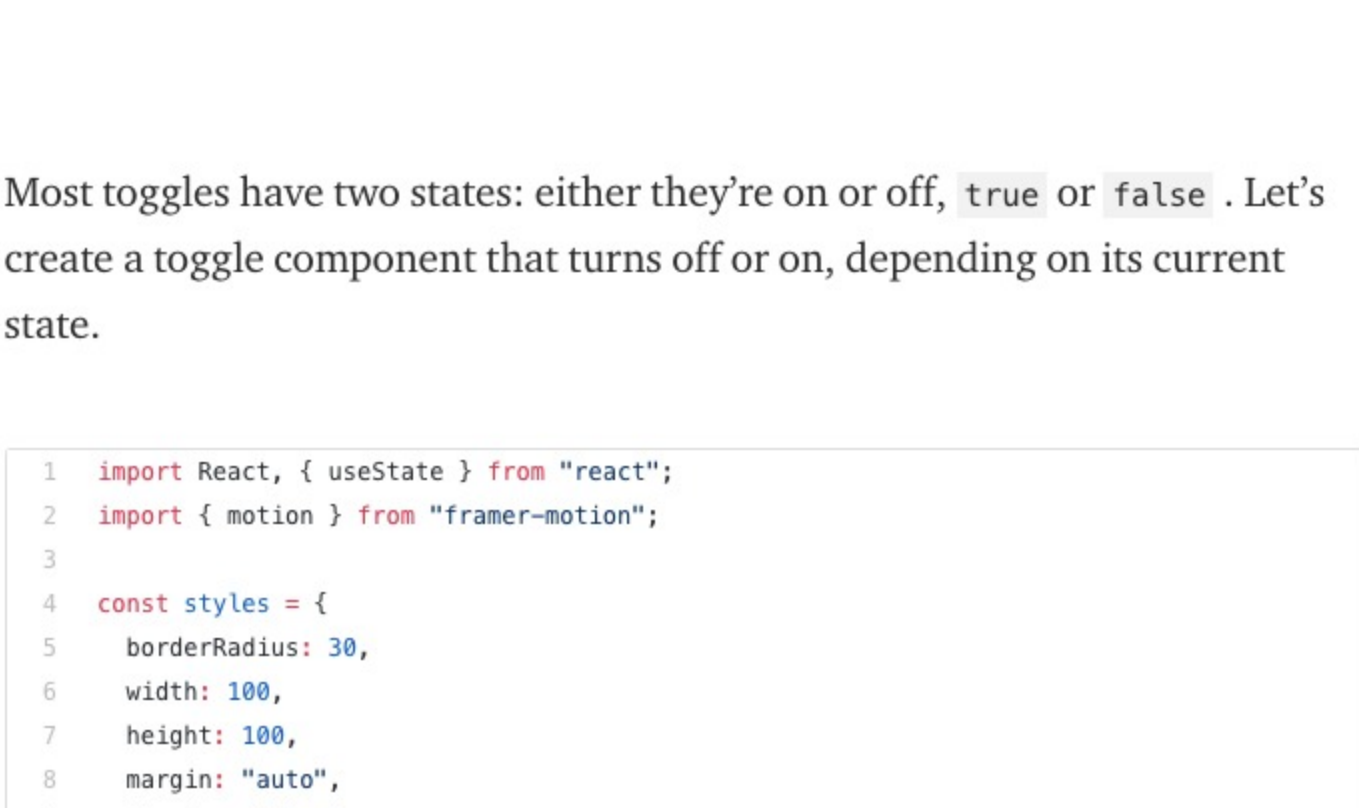 Most toggles have two states: either they’re on or off, true or false . Let’s
create a toggle component that turns off or on, depending on its current
state.
1 import React, { useState } from "react";
2 import { motion } from "framer-motion";
3
4 const styles = {
5 borderRadius: 30,
6 width: 100,
7 height: 100,
8 margin: "auto",